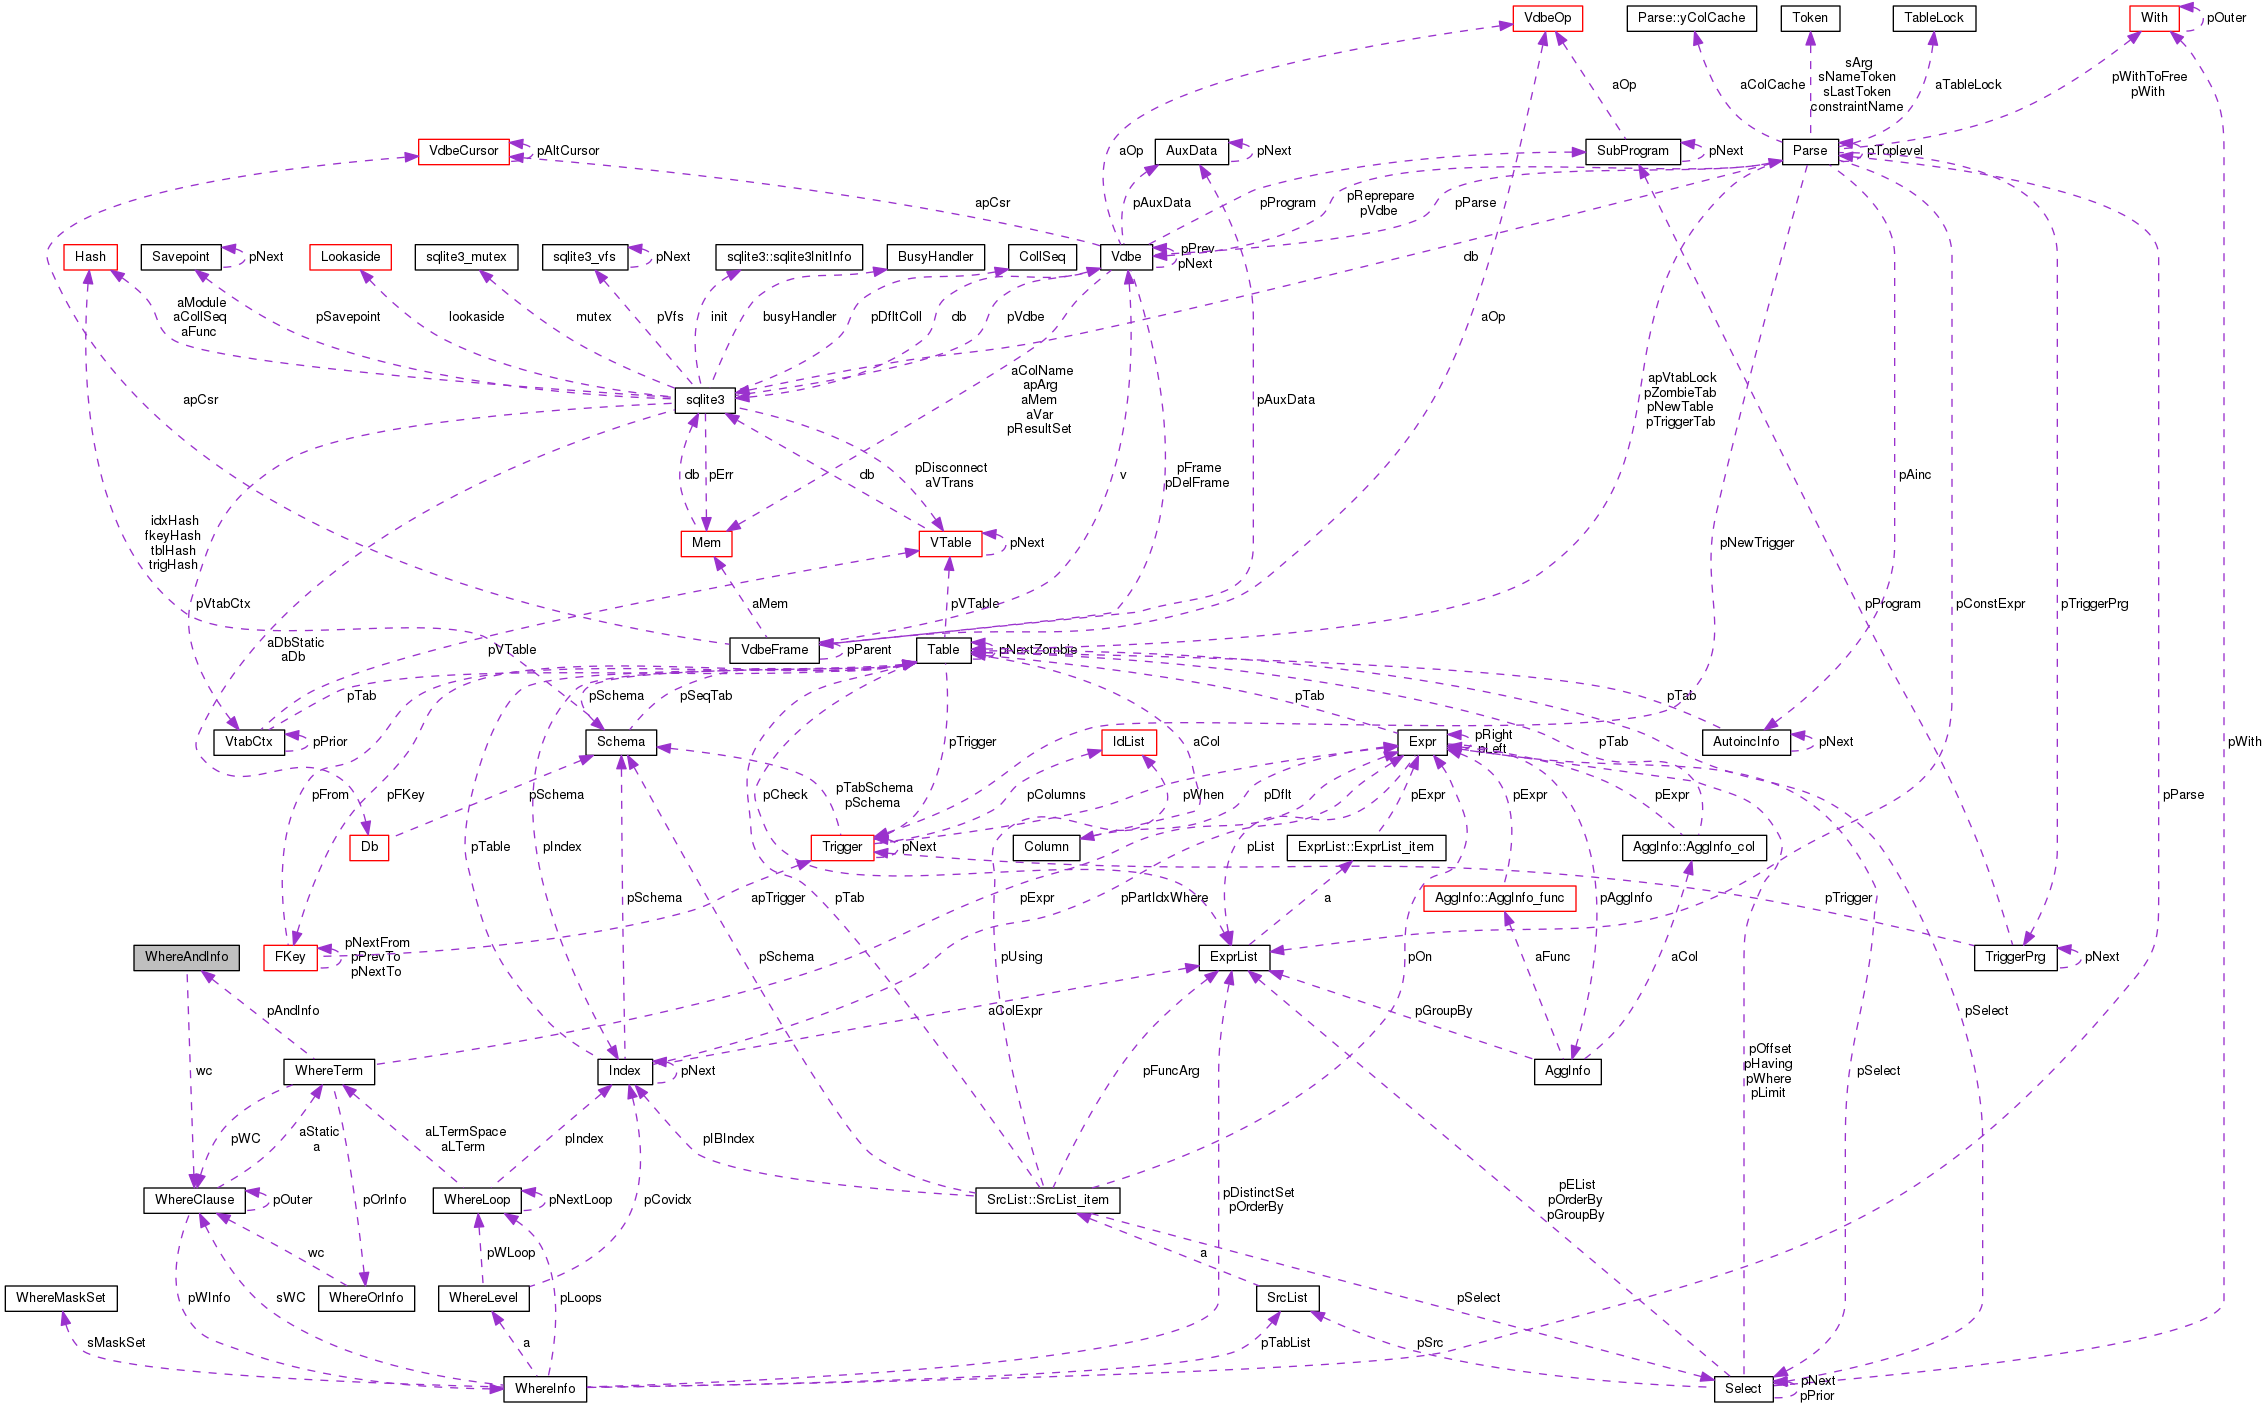 VdbeOp
Parse::yColCache
Token
TableLock
With
pOuter
sArg
sNameToken
sLastToken
constraintName
pWithToFree
pWith
aOp
aColCache
aTableLock
VdbeCursor
pAltCursor
aOp
AuxData
pNext
SubProgram
pNext
Parse
pToplevel
apCsr
pAuxData
pProgram
pReprepare
pVdbe
pParse
Hash
Savepoint
pNext
Lookaside
sqlite3_mutex
sqlite3_vfs
pNext
sqlite3::sqlite3InitInfo
BusyHandler
CollSeq
Vdbe
pPrev
pNext
db
aModule
aCollSeq
aFunc
pSavepoint
lookaside
mutex
pVfs
init
busyHandler
pDfltColl
db
pVdbe
aOp
apCsr
sqlite3
aColName
apArg
aMem
aVar
pResultSet
pAuxData
apVtabLock
pZombieTab
pNewTable
pTriggerTab
db
pErr
pDisconnect
aVTrans
db
v
pFrame
pDelFrame
pAinc
idxHash
fkeyHash
tblHash
trigHash
Mem
VTable
pNext
pNewTrigger
pVtabCtx
aMem
pVTable
pProgram
pConstExpr
pTriggerPrg
aDbStatic
aDb
pVTable
VdbeFrame
pParent
Table
pNextZombie
pTab
pSchema
pSeqTab
pTab
pTab
VtabCtx
pPrior
Schema
pTrigger
IdList
aCol
Expr
pRight
pLeft
pTab
AutoincInfo
pNext
pWith
pFrom
pFKey
pSchema
pTabSchema
pSchema
pCheck
pColumns
pWhen
pDflt
pExpr
pExpr
pExpr
pParse
Db
pTable
pIndex
Trigger
pNext
Column
pList
ExprList::ExprList_item
AggInfo::AggInfo_col
pSchema
apTrigger
pTab
pExpr
pPartIdxWhere
a
AggInfo::AggInfo_func
pAggInfo
pTrigger
WhereAndInfo
FKey
pNextFrom
pPrevTo
pNextTo
pSchema
pUsing
ExprList
pOn
aFunc
aCol
TriggerPrg
pNext
pAndInfo
aColExpr
pGroupBy
pSelect
wc
WhereTerm
Index
pNext
pFuncArg
AggInfo
pOffset
pHaving
pWhere
pLimit
pSelect
pWC
aStatic
a
aLTermSpace
aLTerm
pIndex
pIBIndex
WhereClause
pOuter
pOrInfo
WhereLoop
pNextLoop
pCovidx
SrcList::SrcList_item
pDistinctSet
pOrderBy
pEList
pOrderBy
pGroupBy
wc
pWLoop
a
WhereMaskSet
pWInfo
sWC
WhereOrInfo
WhereLevel
pLoops
SrcList
pSelect
sMaskSet
a
pTabList
pSrc
WhereInfo
Select
pNext
pPrior